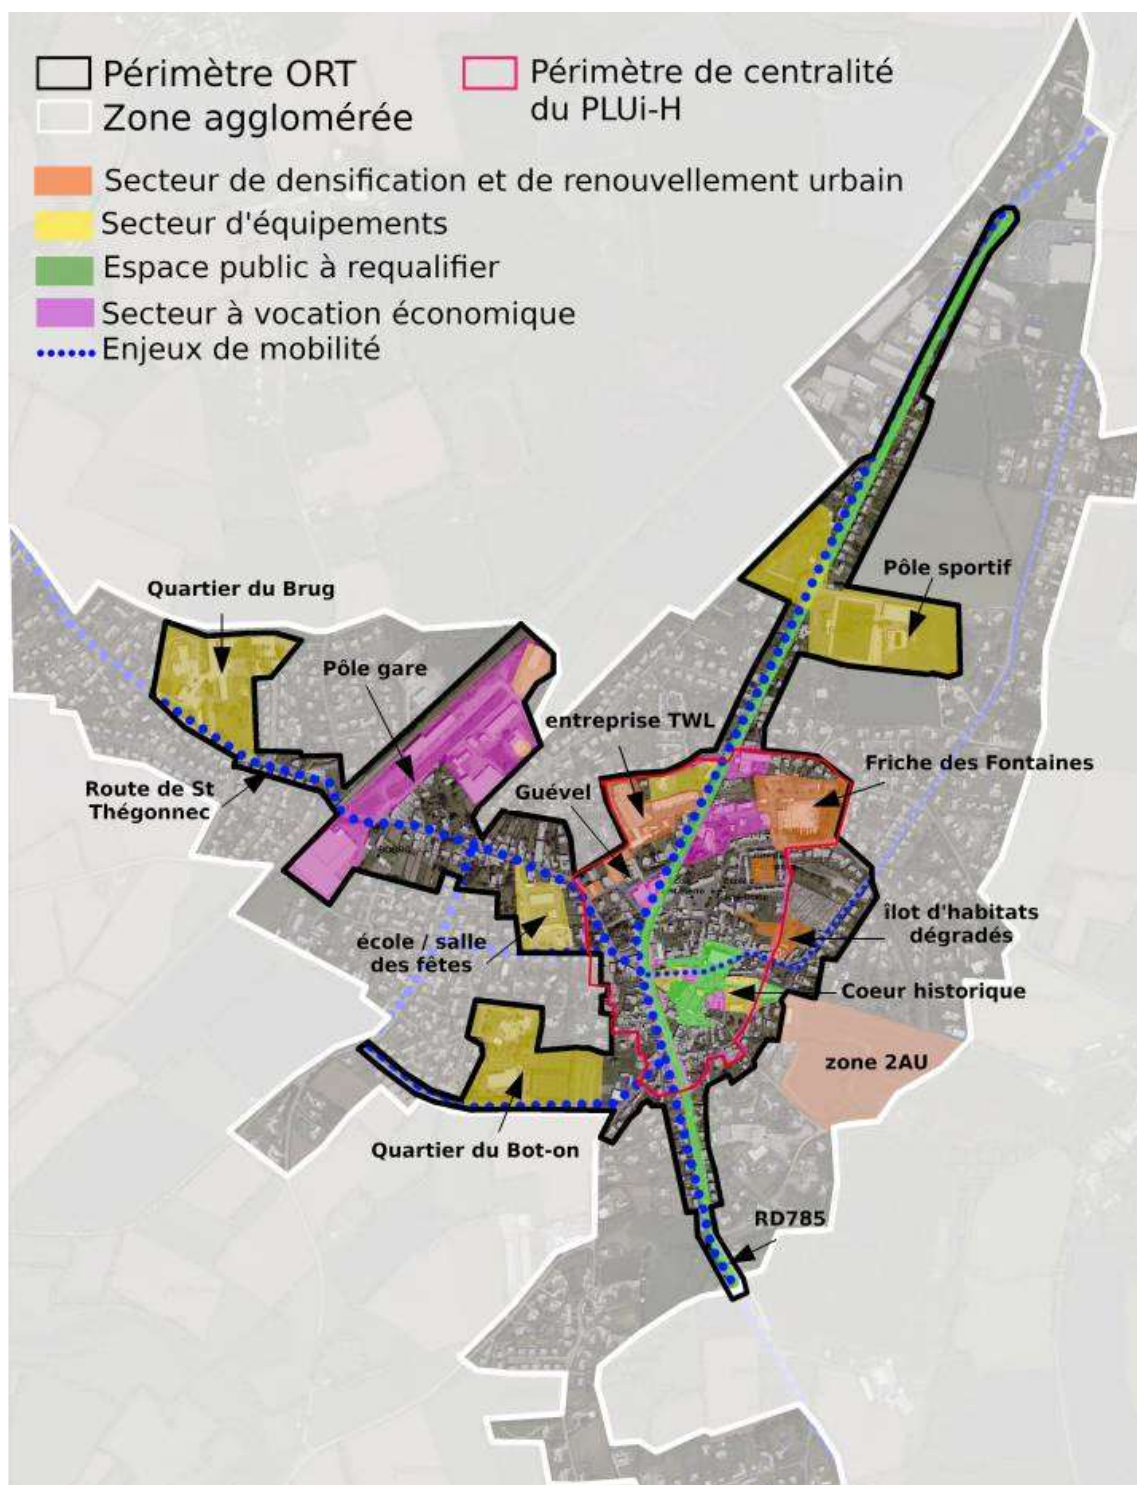 Périmètre ORT
Zone agglomérée
Périmètre de centralité
du PLUi-H
Secteur de densification et de renouvellement urbain
Secteur d'équipements
Espace public à requalifier
Secteur à vocation économique
Enjeux de mobilité
Pôle sportif
Quartier du Brug
Pôle gare
entreprise TWL
Friche des Fontaines
Route de St
Thégonnec
Guével
îlot d'habitats
dégradés
école / salle
des fêtes
Coeur historique
zone 2AU
Quartier du Bot-on
RD785